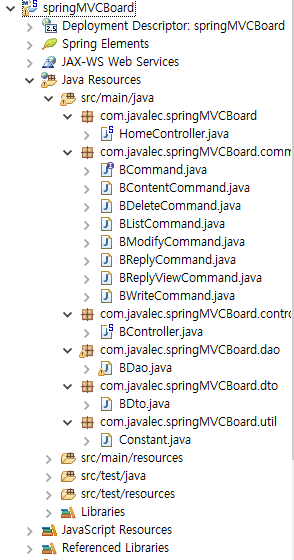 springMVCBoard
Deployment Descriptor: springMVCBoard
Spring Elements
JAX-WS Web Services
Java Resources
src/main/java
com.javalec.springMVCBoard
HomeController.java
com.javalec.springMVCBoard.comm
BCommand.java
BContentCommand.java
BDeleteCommand.java
BListCommand.java
BModifyCommand.java
BReplyCommand.java
BReplyViewCommand.java
BWriteCommand.java
com.javalec.springMVCBoard.contr
BController.java
com.javalec.springMVCBoard.dao
BDao.java
com.javalec.springMVCBoard.dto
BDto.java
com.javalec.springMVCBoard.util
Constant.java
src/main/resources
src/test/java
src/test/resources
Libraries
JavaScript Resources
Referenced Libraries